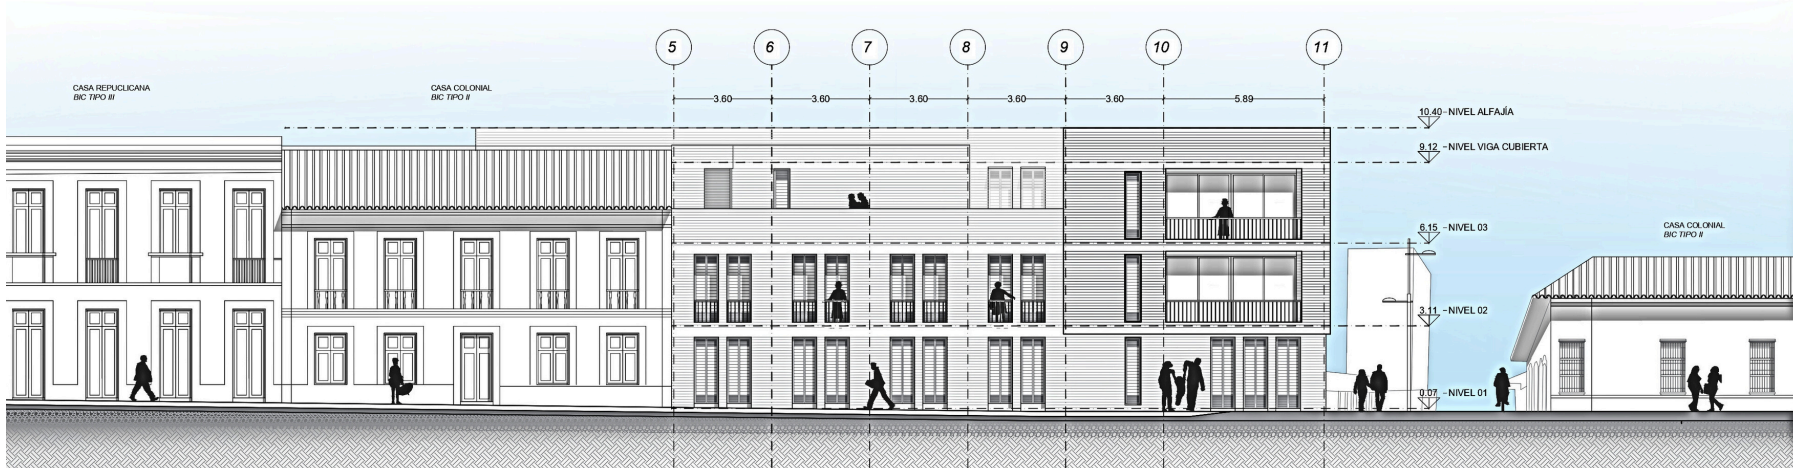 5 6 7 8 9 10 11
CASA REPUCLICANA
BIC TIPO III
CASA COLONIAL
BIC TIPO II
3.60 3.60 3.60 3.60 3.60 5.89
10.40 - NIVEL ALFAJÍA
9.12 - NIVEL VIGA CUBIERTA
6.15 - NIVEL 03
CASA COLONIAL
BIC TIPO II
3.11 - NIVEL 02
0.07 - NIVEL 01